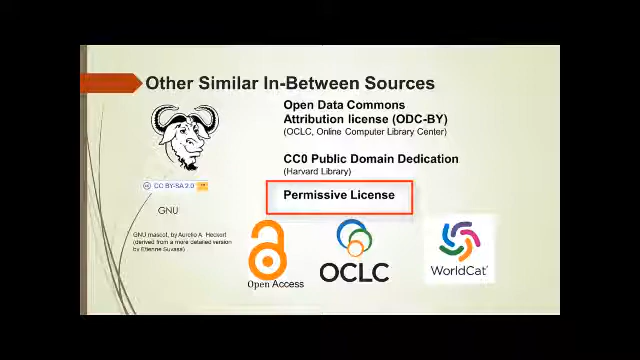 Other Similar In-Between Sources
Open Data Commons
Attribution license (ODC-BY)
(OCLC, Online Computer Library Center)
CC0 Public Domain Dedication
(Harvard Library)
Permissive License
CC BY-SA 2.0
GNU
GNU mascot, by Aurelio A. Heckert
(derived from a more detailed version
by Etienne Suvasa)
Open Access
OCLC
WorldCat